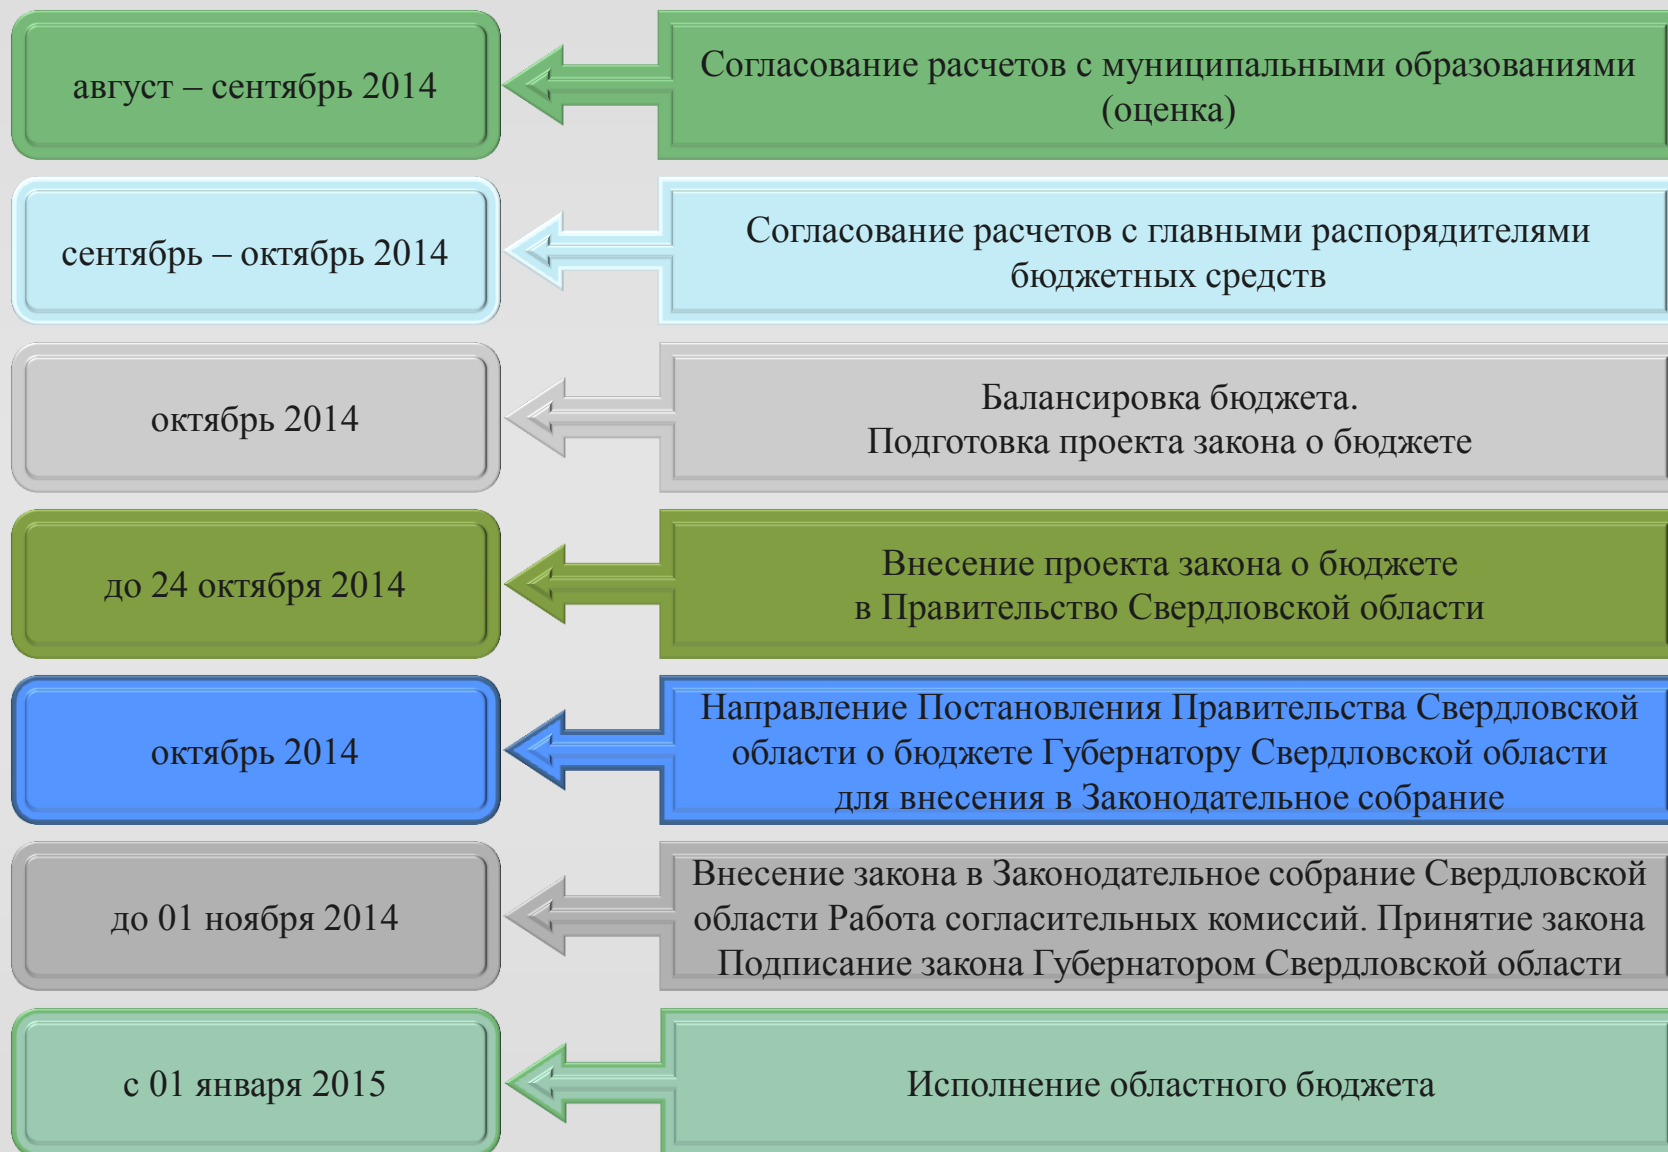 август – сентябрь 2014
Согласование расчетов с муниципальными образованиями
(оценка)
сентябрь – октябрь 2014
Согласование расчетов с главными распорядителями
бюджетных средств
октябрь 2014
Балансировка бюджета.
Подготовка проекта закона о бюджете
до 24 октября 2014
Внесение проекта закона о бюджете
в Правительство Свердловской области
октябрь 2014
Направление Постановления Правительства Свердловской
области о бюджете Губернатору Свердловской области
для внесения в Законодательное собрание
до 01 ноября 2014
Внесение закона в Законодательное собрание Свердловской
области Работа согласительных комиссий. Принятие закона
Подписание закона Губернатором Свердловской области
с 01 января 2015
Исполнение областного бюджета